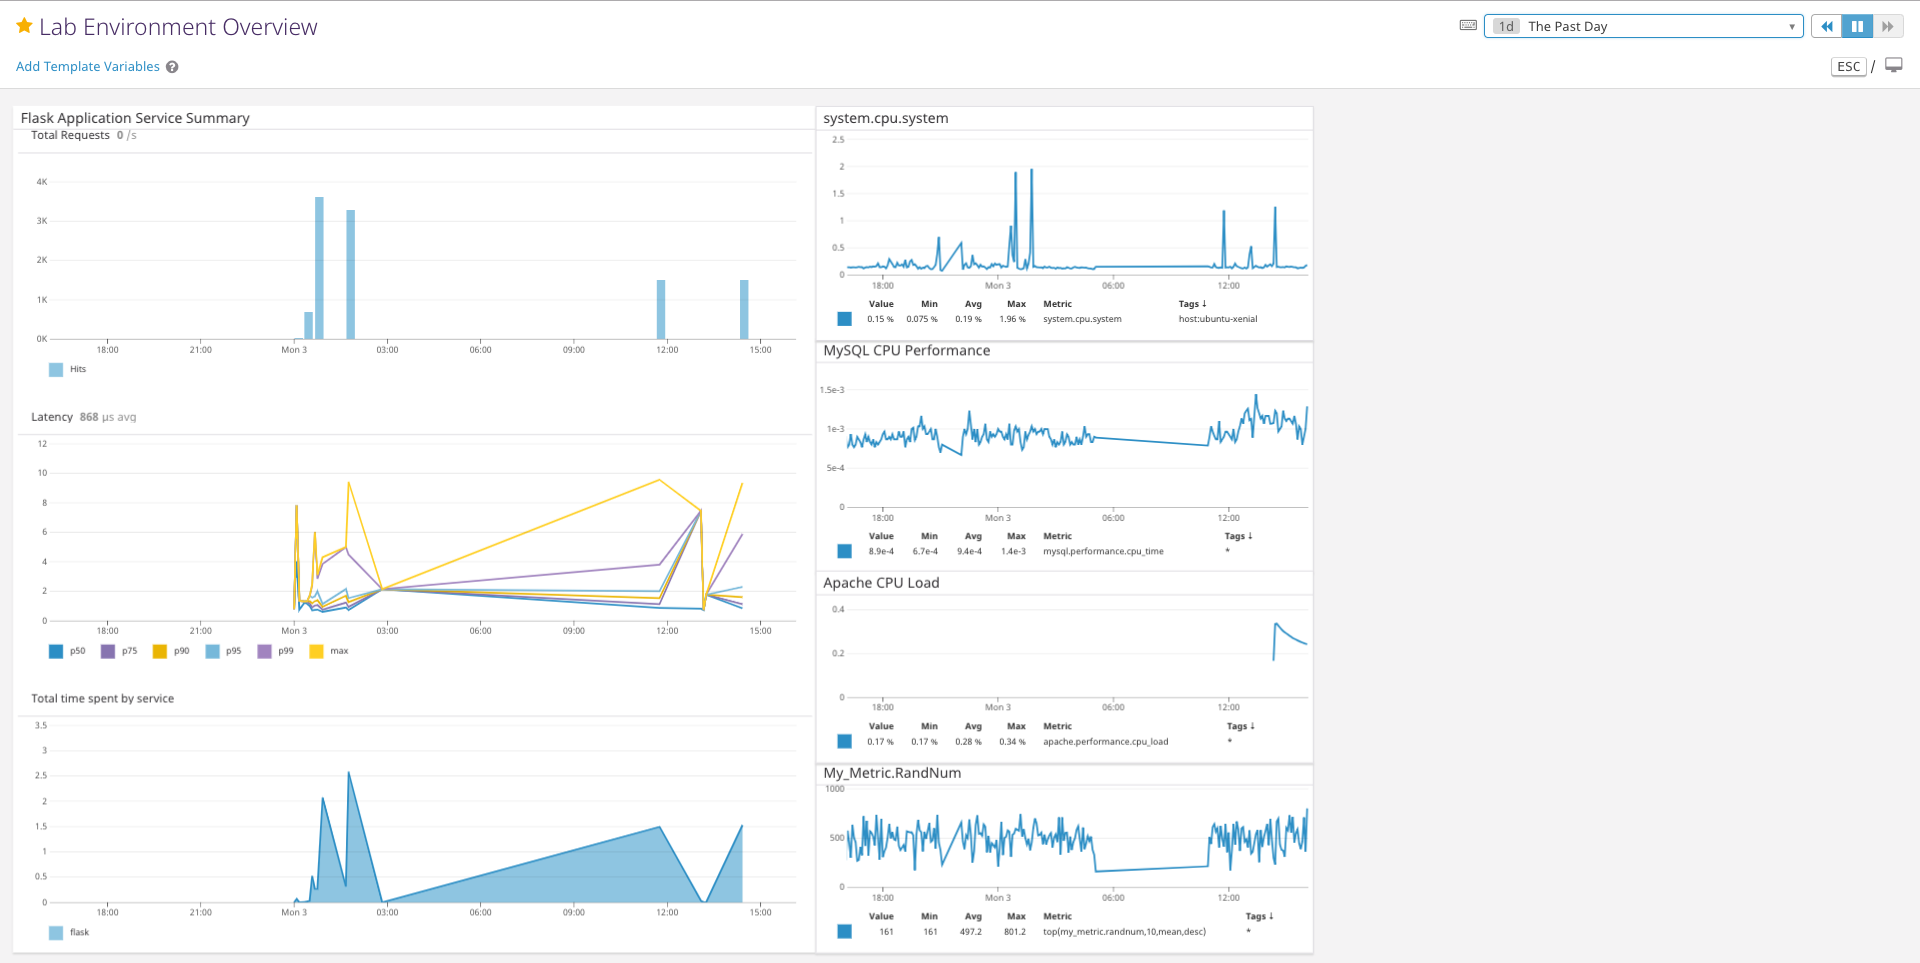 Lab Environment Overview
1d The Past Day
Add Template Variables ?
ESC /
Flask Application Service Summary
Total Requests 0 /s
4K
3K
2K
1K
0K
18:00 21:00 Mon 3 03:00 06:00 09:00 12:00 15:00
Hits
Latency 868 µs avg
12
10
8
6
4
2
0
18:00 21:00 Mon 3 03:00 06:00 09:00 12:00 15:00
p50 p75 p90 p95 p99 max
Total time spent by service
3.5
3
2.5
2
1.5
1
0.5
0
18:00 21:00 Mon 3 03:00 06:00 09:00 12:00 15:00
flask
system.cpu.system
2.5
2
1.5
1
0.5
0
18:00 Mon 3 06:00 12:00
Value Min Avg Max Metric Tags ↓
0.15 % 0.075 % 0.19 % 1.96 % system.cpu.system host:ubuntu-xenial
MySQL CPU Performance
1.5e-3
1e-3
5e-4
0
18:00 Mon 3 06:00 12:00
Value Min Avg Max Metric Tags ↓
8.9e-4 6.7e-4 9.4e-4 1.4e-3 mysql.performance.cpu_time *
Apache CPU Load
0.4
0.2
0
18:00 Mon 3 06:00 12:00
Value Min Avg Max Metric Tags ↓
0.17 % 0.17 % 0.28 % 0.34 % apache.performance.cpu_load *
My_Metric.RandNum
1000
500
0
18:00 Mon 3 06:00 12:00
Value Min Avg Max Metric Tags ↓
161 161 497.2 801.2 top(my_metric.randnum,10,mean,desc) *